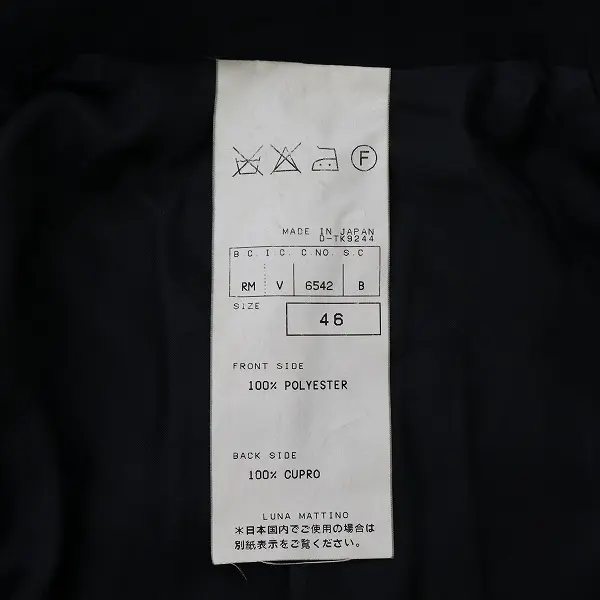 F
MADE IN JAPAN
D-TK9244
B C. I C. C.NO. S.C
RM V 6542 B
SIZE
46
FRONT SIDE
100% POLYESTER
BACK SIDE
100% CUPRO
LUNA MATTINO
*日本国内でご使用の場合は
別紙表示をご覧ください。